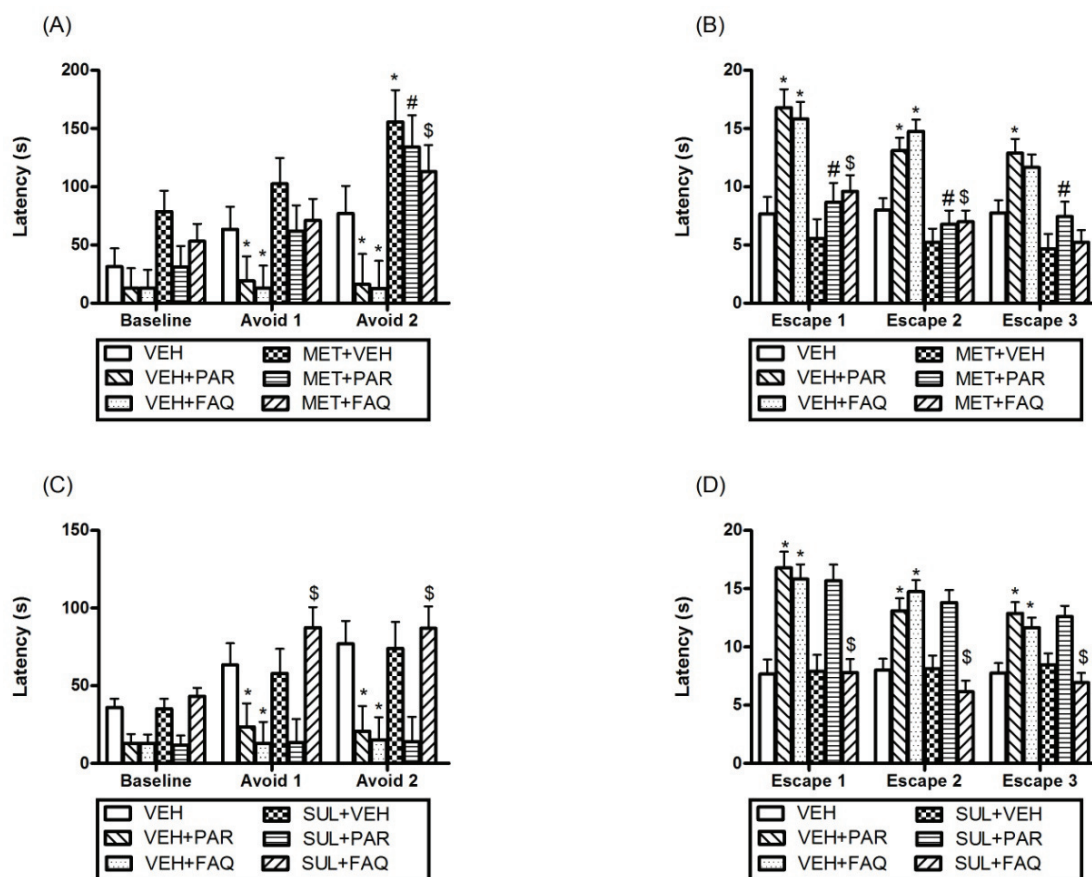 (A)
200
150
100
50
0
Latency (s)
* * * * * # $
Baseline Avoid 1 Avoid 2
VEH MET+VEH
VEH+PAR MET+PAR
VEH+FAQ MET+FAQ
(B)
20
15
10
5
0
Latency (s)
* * # $ * * # $ * #
Escape 1 Escape 2 Escape 3
VEH MET+VEH
VEH+PAR MET+PAR
VEH+FAQ MET+FAQ
(C)
150
100
50
0
Latency (s)
* * $ * * $
Baseline Avoid 1 Avoid 2
VEH SUL+VEH
VEH+PAR SUL+PAR
VEH+FAQ SUL+FAQ
(D)
20
15
10
5
0
Latency (s)
* * $ * * $ * * $
Escape 1 Escape 2 Escape 3
VEH SUL+VEH
VEH+PAR SUL+PAR
VEH+FAQ SUL+FAQ